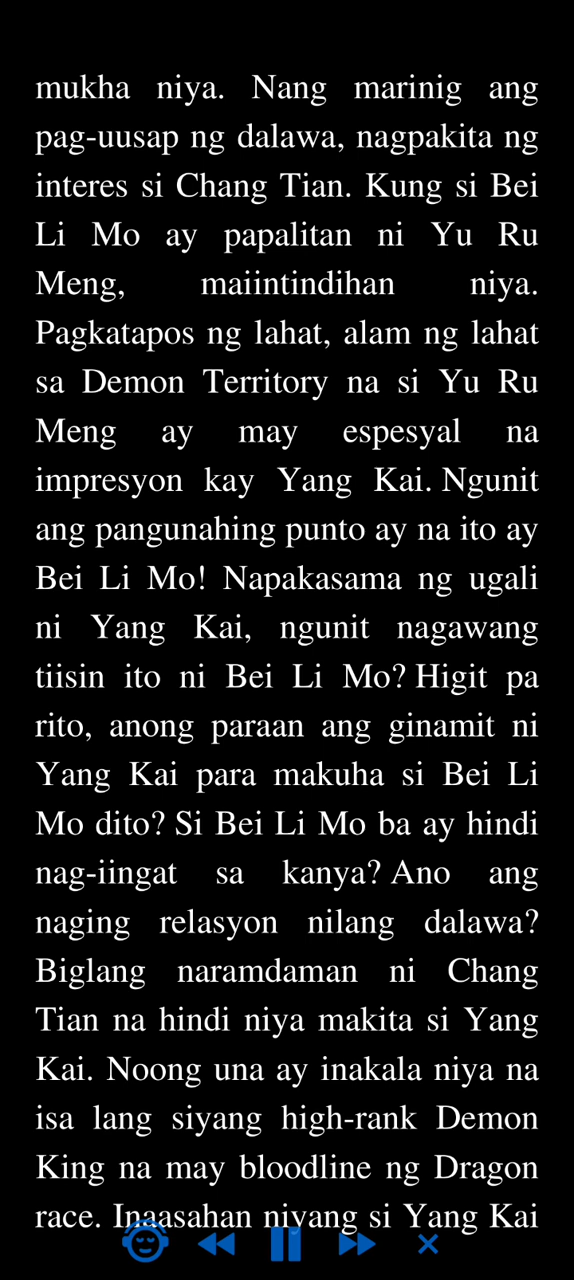 mukha niya. Nang marinig ang
pag-uusap ng dalawa, nagpakita ng
interes si Chang Tian. Kung si Bei
Li Mo ay papalitan ni Yu Ru
Meng, maiintindihan niya.
Pagkatapos ng lahat, alam ng lahat
sa Demon Territory na si Yu Ru
Meng ay may espesyal na
impresyon kay Yang Kai. Ngunit
ang pangunahing punto ay na ito ay
Bei Li Mo! Napakasama ng ugali
ni Yang Kai, ngunit nagawang
tiisin ito ni Bei Li Mo? Higit pa
rito, anong paraan ang ginamit ni
Yang Kai para makuha si Bei Li
Mo dito? Si Bei Li Mo ba ay hindi
nag-iingat sa kanya? Ano ang
naging relasyon nilang dalawa?
Biglang naramdaman ni Chang
Tian na hindi niya makita si Yang
Kai. Noong una ay inakala niya na
isa lang siyang high-rank Demon
King na may bloodline ng Dragon
race. Inaasahan niyang si Yang Kai